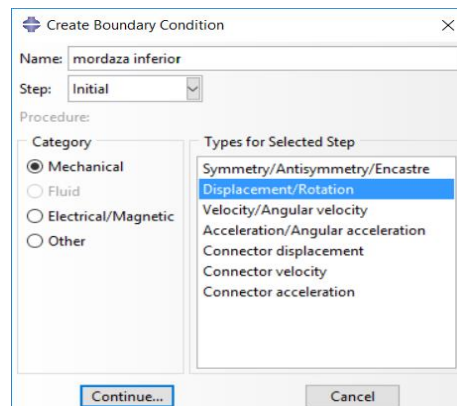 Create Boundary Condition
Name: mordaza inferior
Step: Initial
Procedure:
Category
Mechanical
Fluid
Electrical/Magnetic
Other
Types for Selected Step
Symmetry/Antisymmetry/Encastre
Displacement/Rotation
Velocity/Angular velocity
Acceleration/Angular acceleration
Connector displacement
Connector velocity
Connector acceleration
Continue...
Cancel